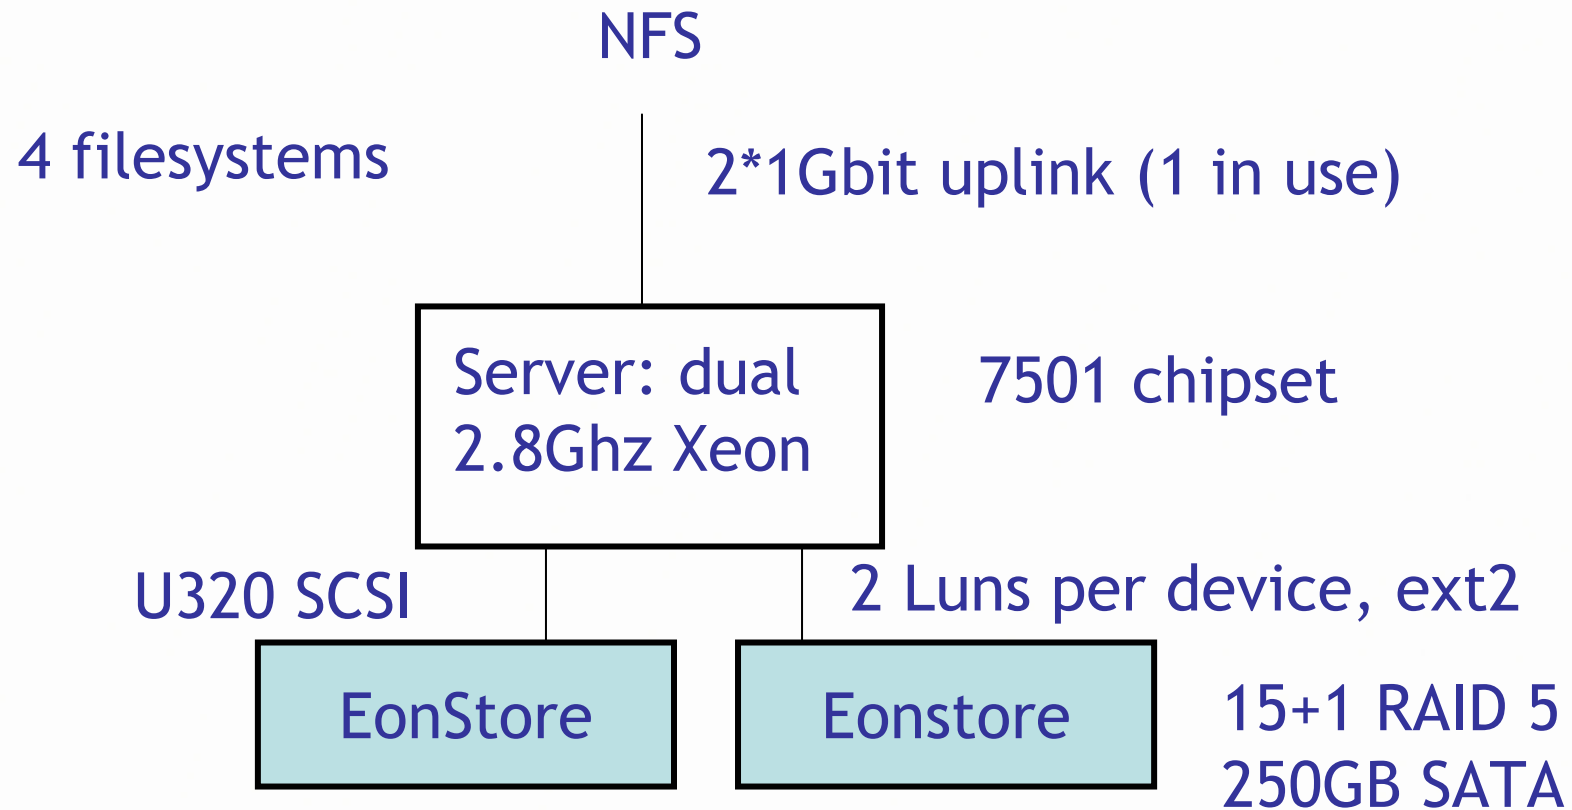 NFS
4 filesystems
2*1Gbit uplink (1 in use)
Server: dual
2.8Ghz Xeon
7501 chipset
U320 SCSI
2 Luns per device, ext2
EonStore
Eonstore
15+1 RAID 5
250GB SATA